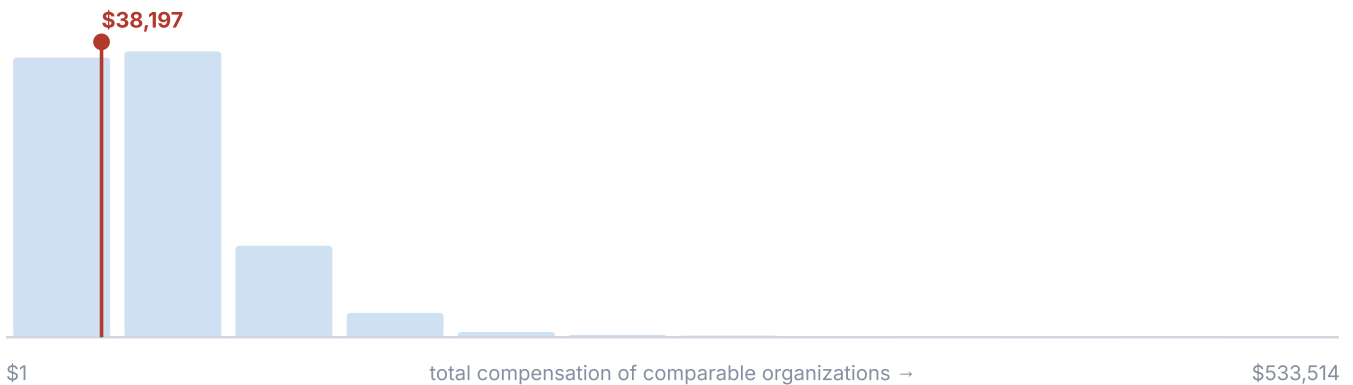 $38,197
$1 total compensation of comparable organizations → $533,514